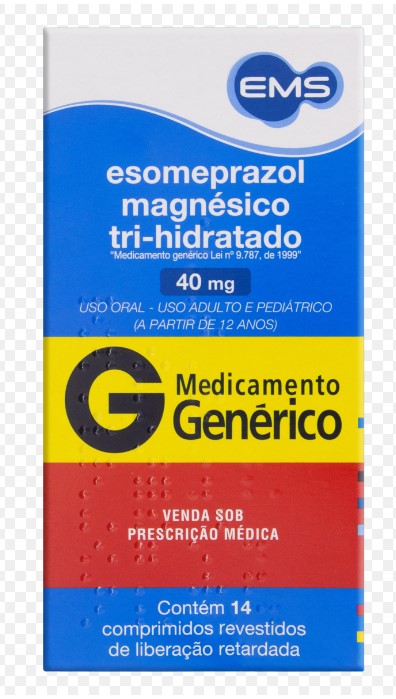 EMS
esomeprazol
magnésico
tri-hidratado
"Medicamento genérico Lei nº 9.787, de 1999"
40 mg
USO ORAL - USO ADULTO E PEDIÁTRICO
(A PARTIR DE 12 ANOS)
G Medicamento
Genérico
VENDA SOB
PRESCRIÇÃO MÉDICA
Contém 14
comprimidos revestidos
de liberação retardada